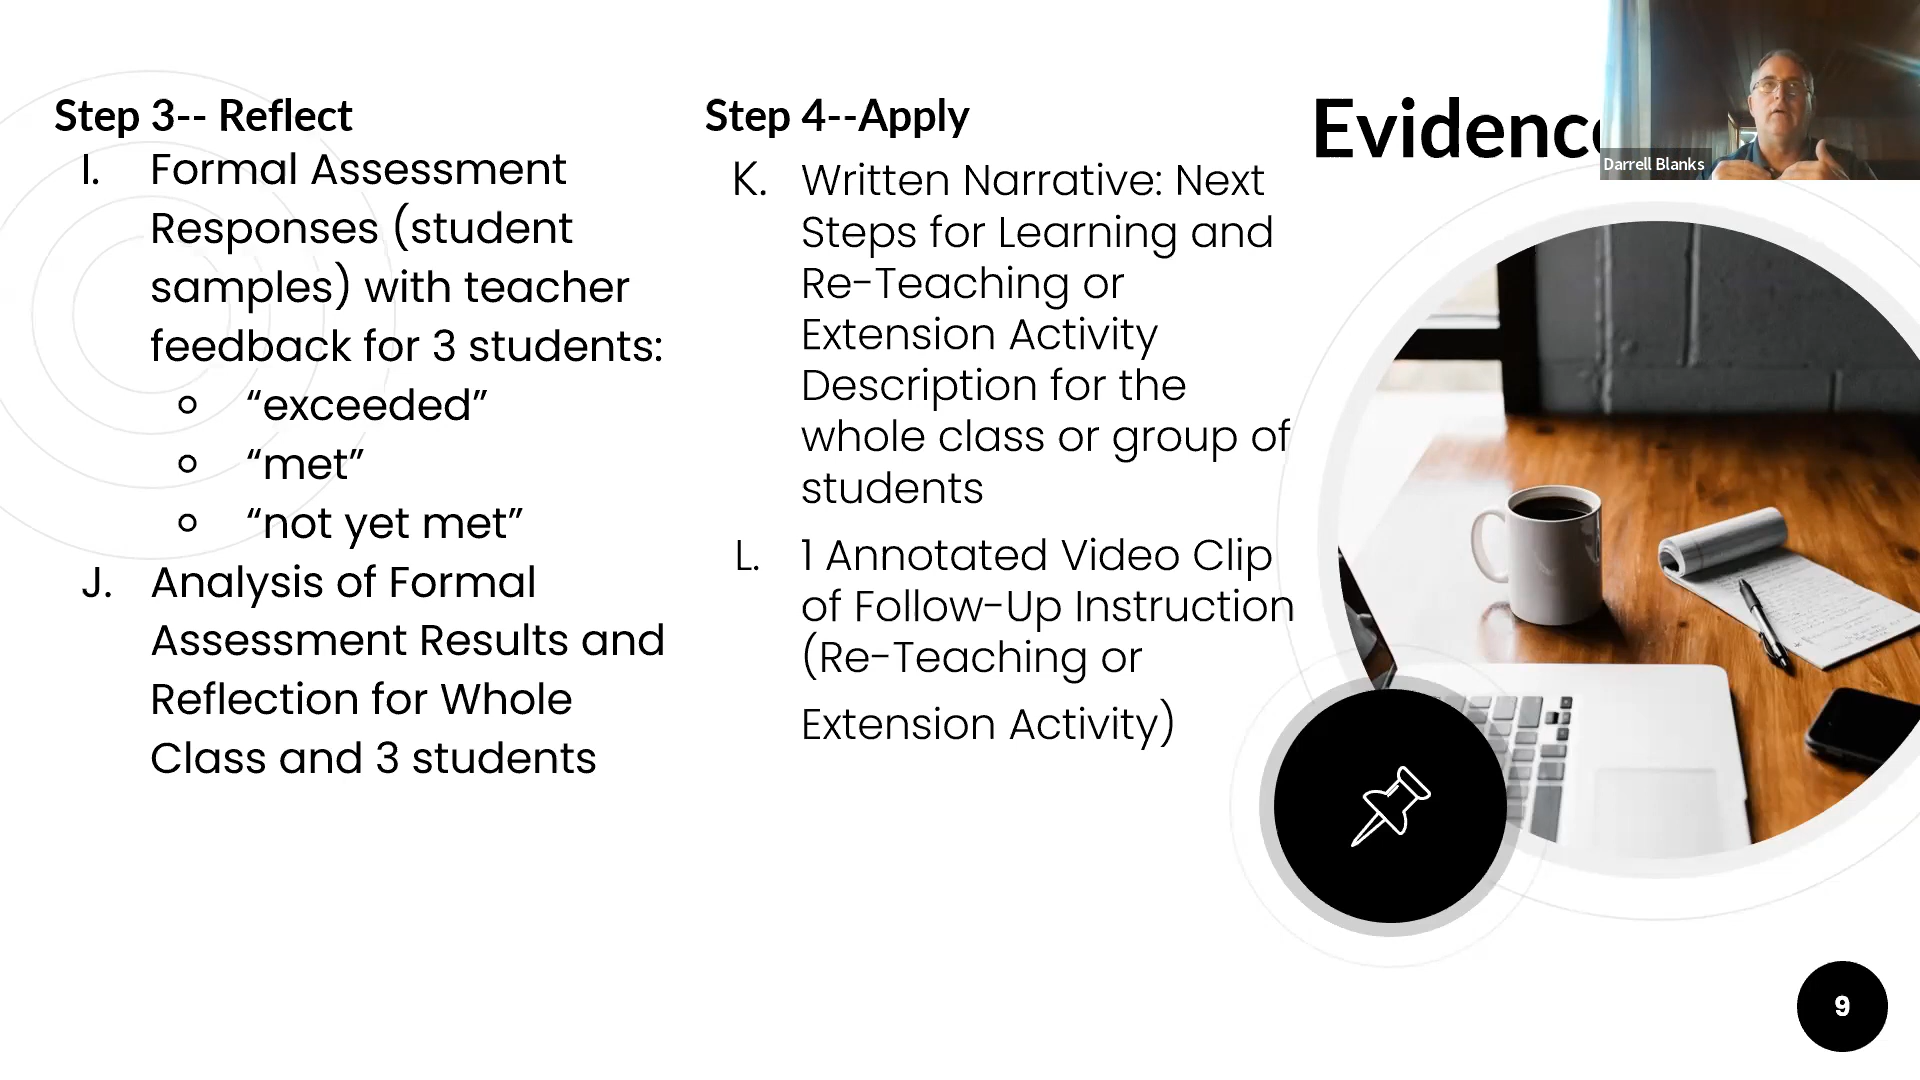 Step 3-- Reflect
I. Formal Assessment
Responses (student
samples) with teacher
feedback for 3 students:
“exceeded”
“met”
“not yet met”
J. Analysis of Formal
Assessment Results and
Reflection for Whole
Class and 3 students
Step 4--Apply
K. Written Narrative: Next
Steps for Learning and
Re-Teaching or
Extension Activity
Description for the
whole class or group of
students
L. 1 Annotated Video Clip
of Follow-Up Instruction
(Re-Teaching or
Extension Activity)
Evidenc
Darrell Blanks
9